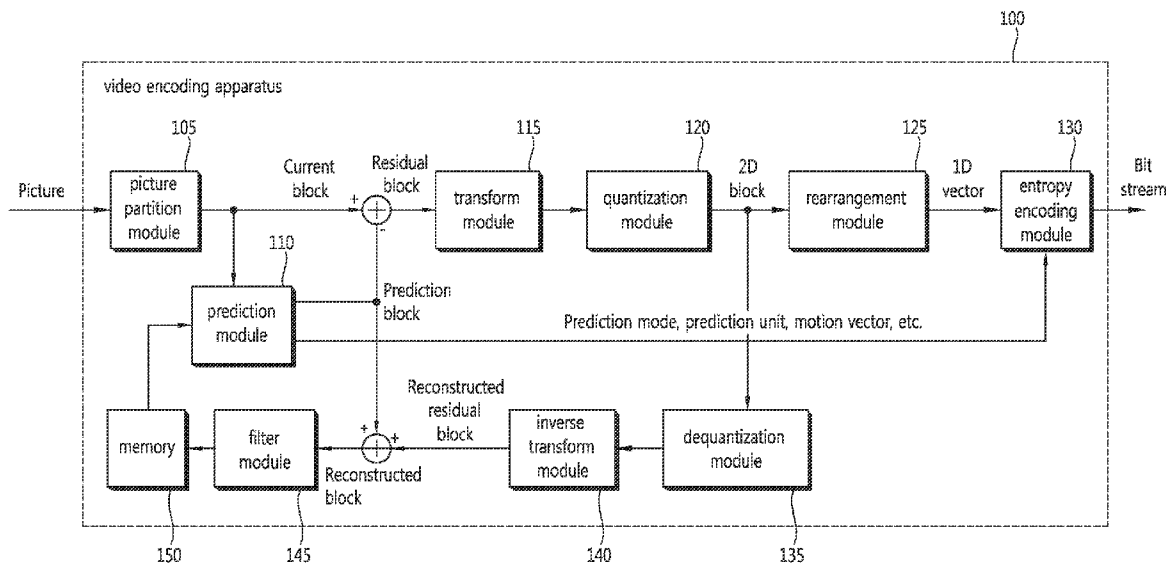 100
video encoding apparatus
105
115
120
125
130
Picture
picture
partition
module
Current
block
+
-
Residual
block
transform
module
quantization
module
2D
block
rearrangement
module
1D
vector
entropy
encoding
module
Bit
stream
110
prediction
module
Prediction
block
Prediction mode, prediction unit, motion vector, etc.
memory
filter
module
+
+
Reconstructed
block
Reconstructed
residual
block
inverse
transform
module
dequantization
module
150
145
140
135